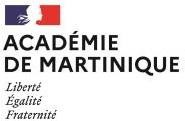 ACADÉMIE
DE MARTINIQUE
Liberté
Égalité
Fraternité